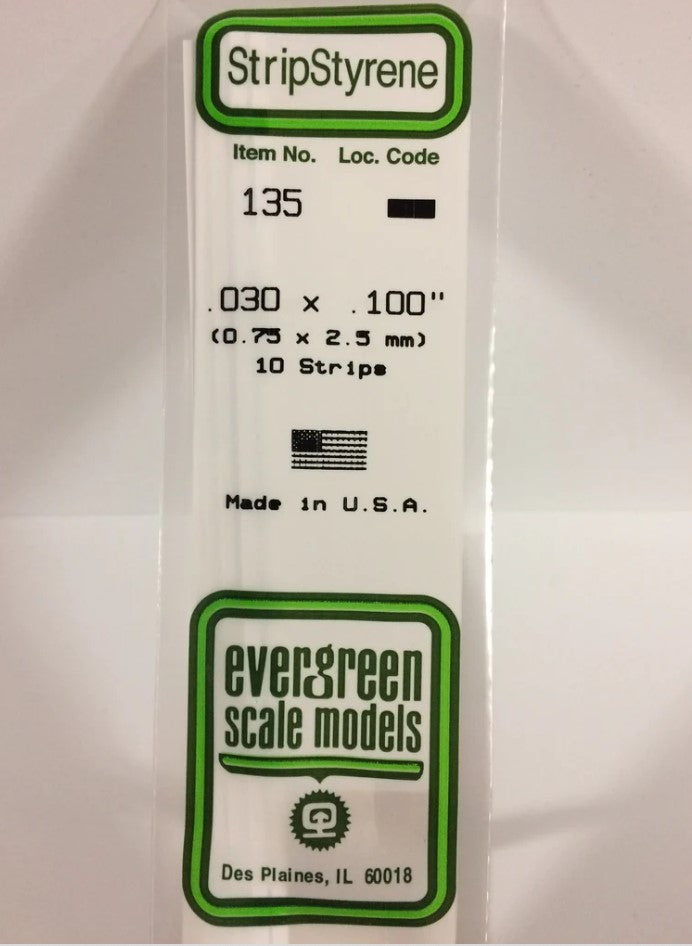 StripStyrene
Item No. Loc. Code
135
.030 x .100"
(0.75 x 2.5 mm)
10 Strips
Made in U.S.A.
evergreen
scale models
Des Plaines, IL 60018